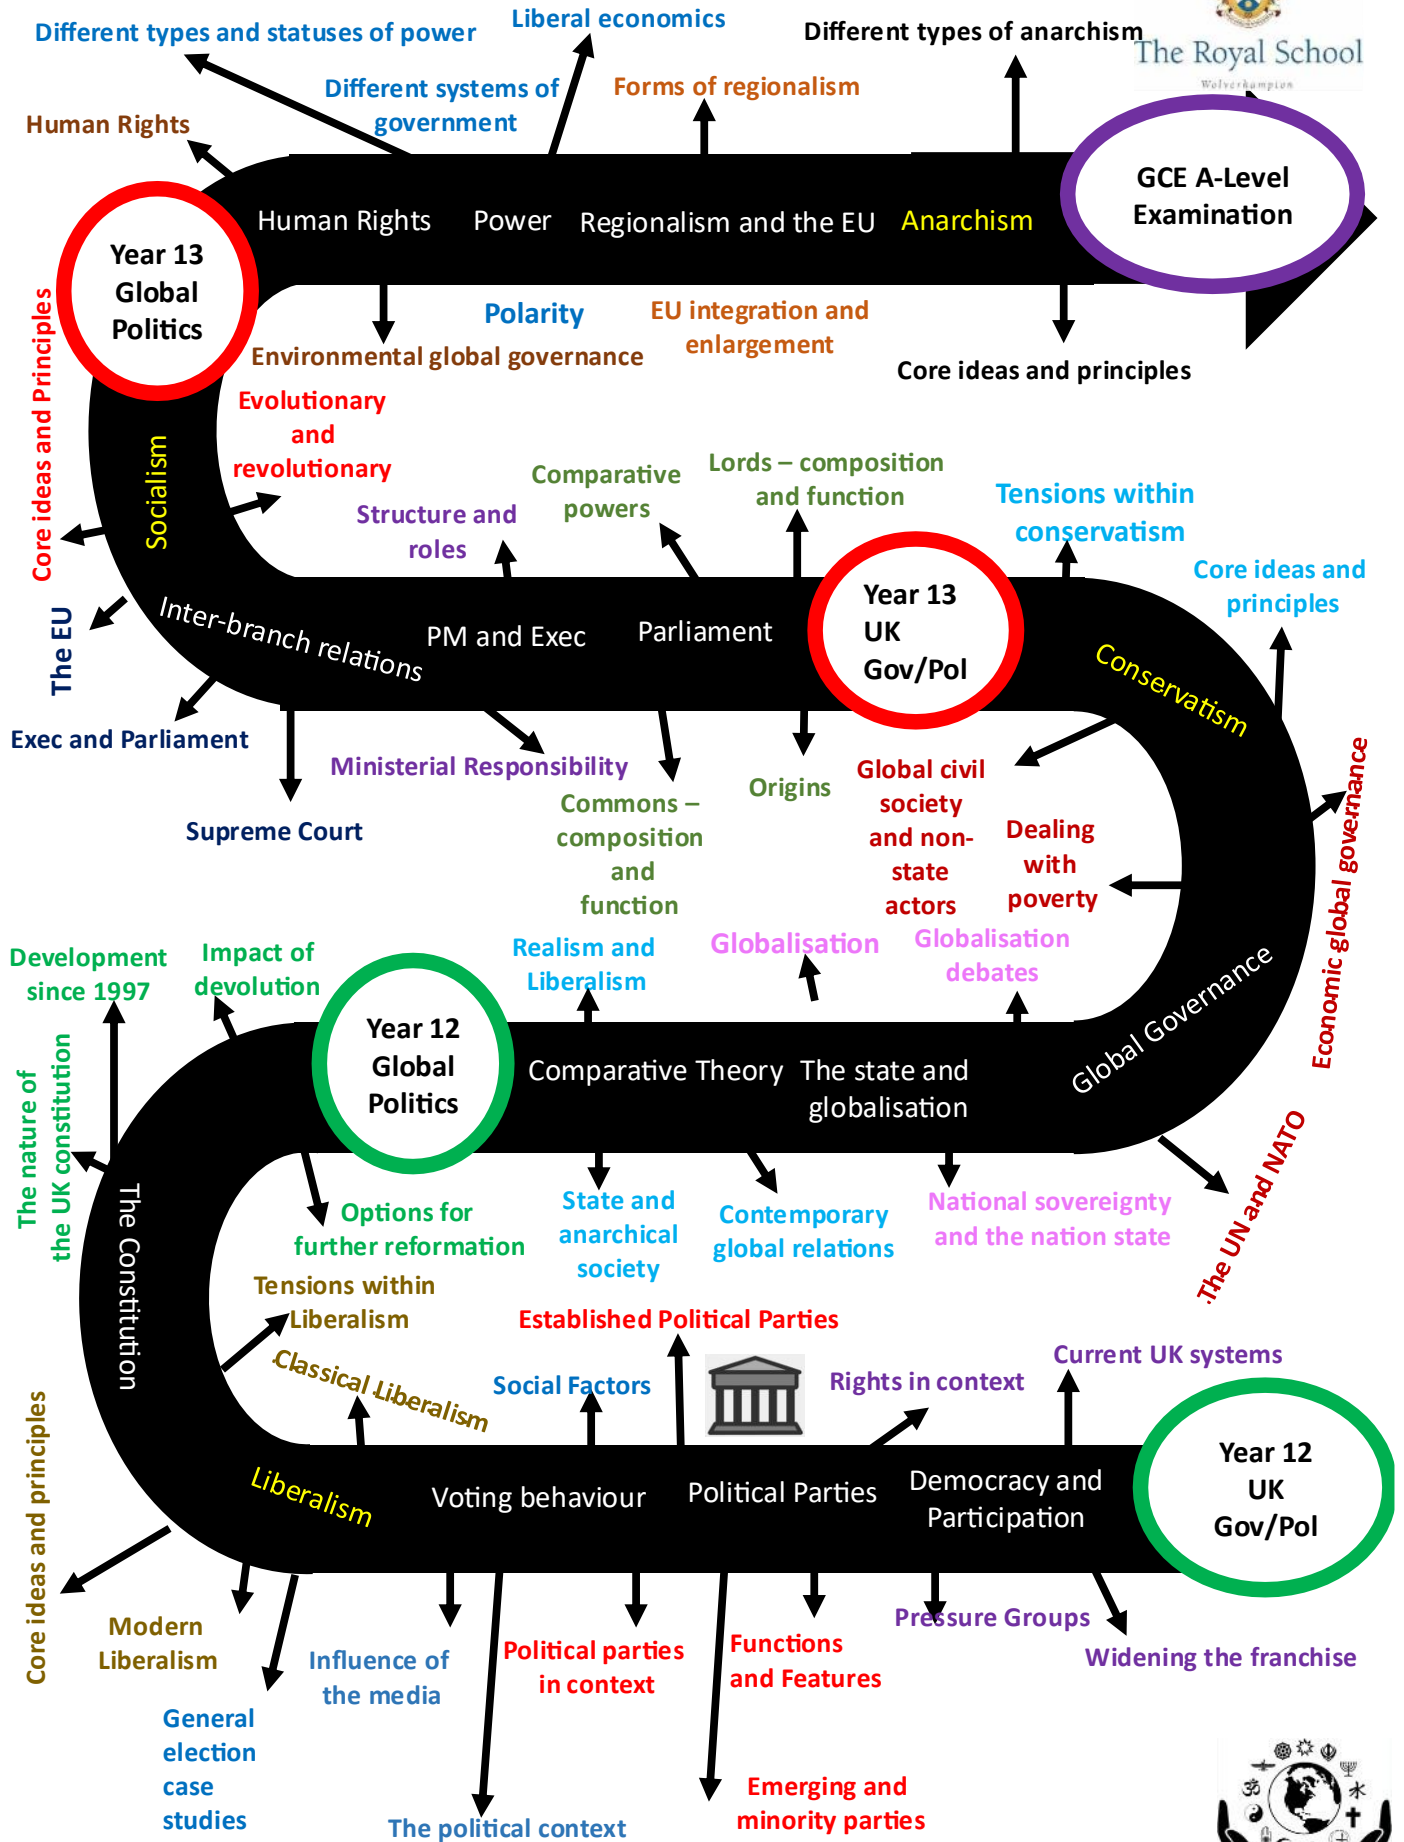 Different types and statuses of power
Liberal economics
Different types of anarchism
The Royal School
Wolverhampton
Different systems of
government
Forms of regionalism
Human Rights
GCE A-Level
Examination
Human Rights
Power
Regionalism and the EU
Anarchism
Year 13
Global
Politics
Polarity
EU integration and
enlargement
Environmental global governance
Core ideas and principles
Core ideas and Principles
Socialism
Evolutionary
and
revolutionary
Structure and
roles
Comparative
powers
Lords – composition
and function
Tensions within
conservatism
Core ideas and
principles
The EU
Inter-branch relations
PM and Exec
Parliament
Year 13
UK
Gov/Pol
Conservatism
Exec and Parliament
Supreme Court
Ministerial Responsibility
Commons –
composition
and
function
Origins
Global civil
society
and non-
state
actors
Dealing
with
poverty
Economic global governance
Development
since 1997
Impact of
devolution
Realism and
Liberalism
Globalisation
Globalisation
debates
Global Governance
The nature of
the UK constitution
Year 12
Global
Politics
Comparative Theory
The state and
globalisation
The Constitution
Options for
further reformation
State and
anarchical
society
Contemporary
global relations
National sovereignty
and the nation state
The UN and NATO
Tensions within
Liberalism
Classical Liberalism
Established Political Parties
Social Factors
Rights in context
Current UK systems
Core ideas and principles
Liberalism
Voting behaviour
Political Parties
Democracy and
Participation
Year 12
UK
Gov/Pol
Modern
Liberalism
General
election
case
studies
Influence of
the media
The political context
Political parties
in context
Functions
and Features
Emerging and
minority parties
Pressure Groups
Widening the franchise